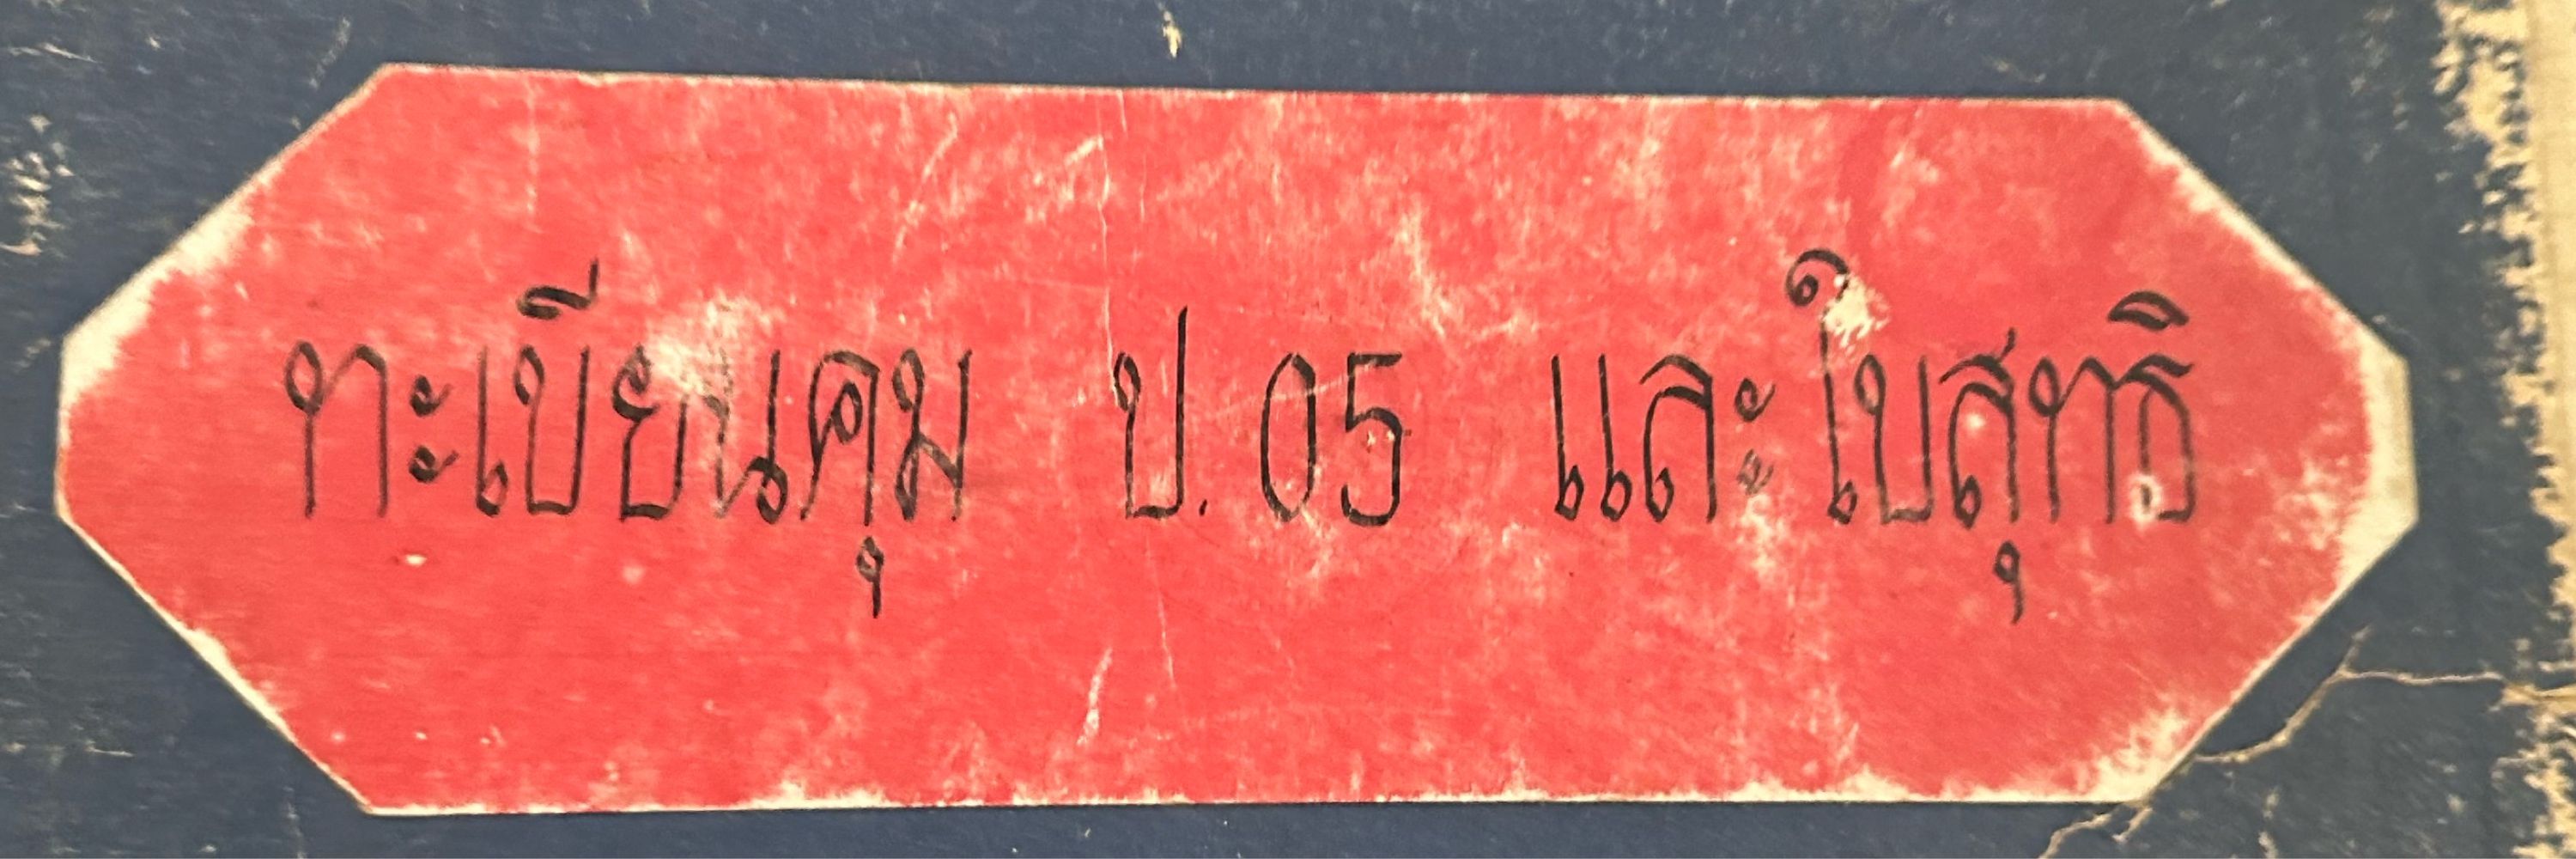 ทะเบียนคุม ป. 05 และใบสุทธิ